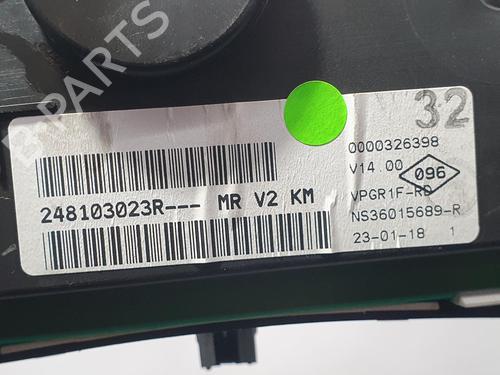 32
0000326398
V14.00
096
VPGR1F-RD
248103023R--- MR V2 KM
NS36015689-R
23-01-18 1
B-PARTS